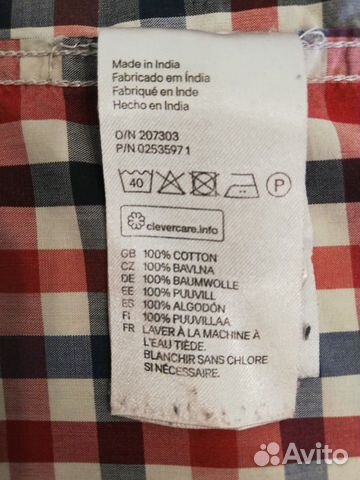 Made in India
Fabricado em Índia
Fabriqué en Inde
Hecho en India
O/N 207303
P/N 02535971
40 P
clevercare.info
GB 100% COTTON
CZ 100% BAVLNA
DE 100% BAUMWOLLE
EE 100% PUUVILL
ES 100% ALGODÓN
FI 100% PUUVILLAA
FR LAVER À LA MACHINE À
L'EAU TIÈDE.
BLANCHIR SANS CHLORE
SI NÉCESSAIRE.
Avito